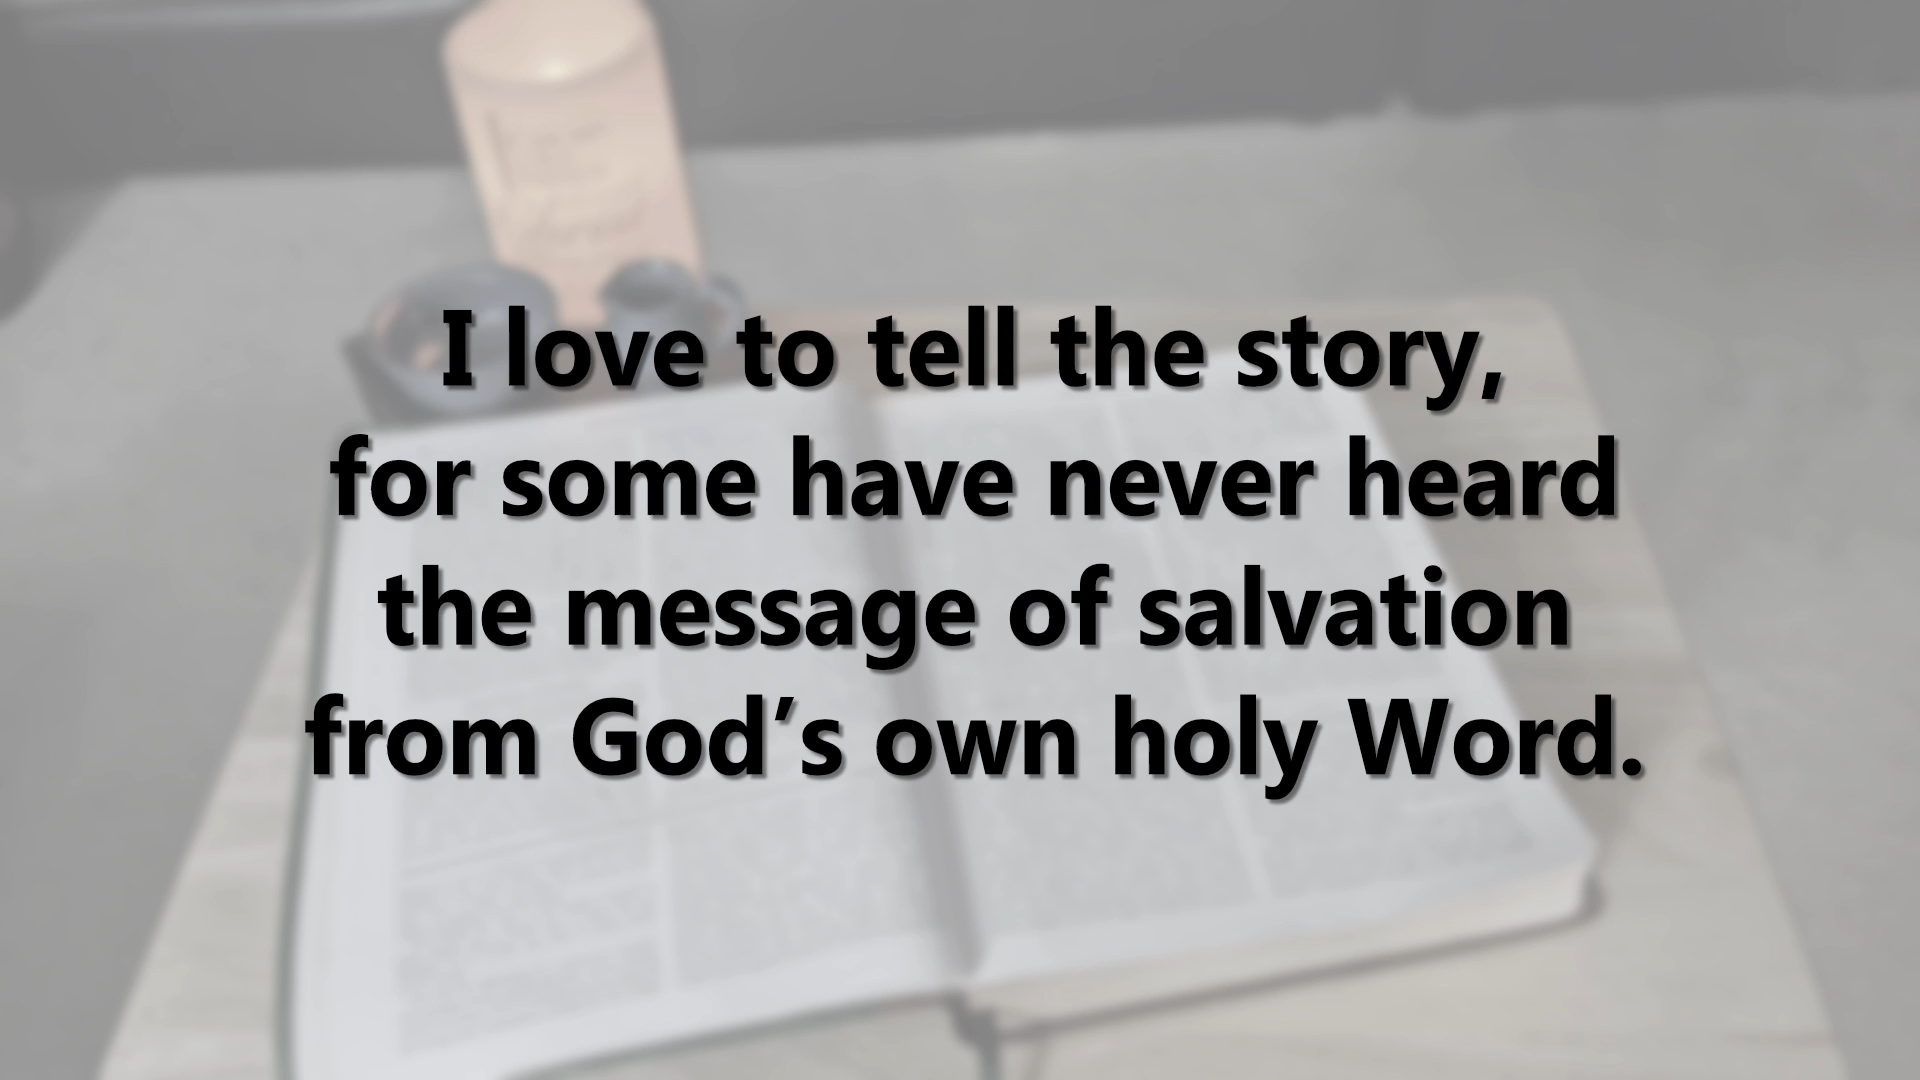 I love to tell the story,
for some have never heard
the message of salvation
from God’s own holy Word.